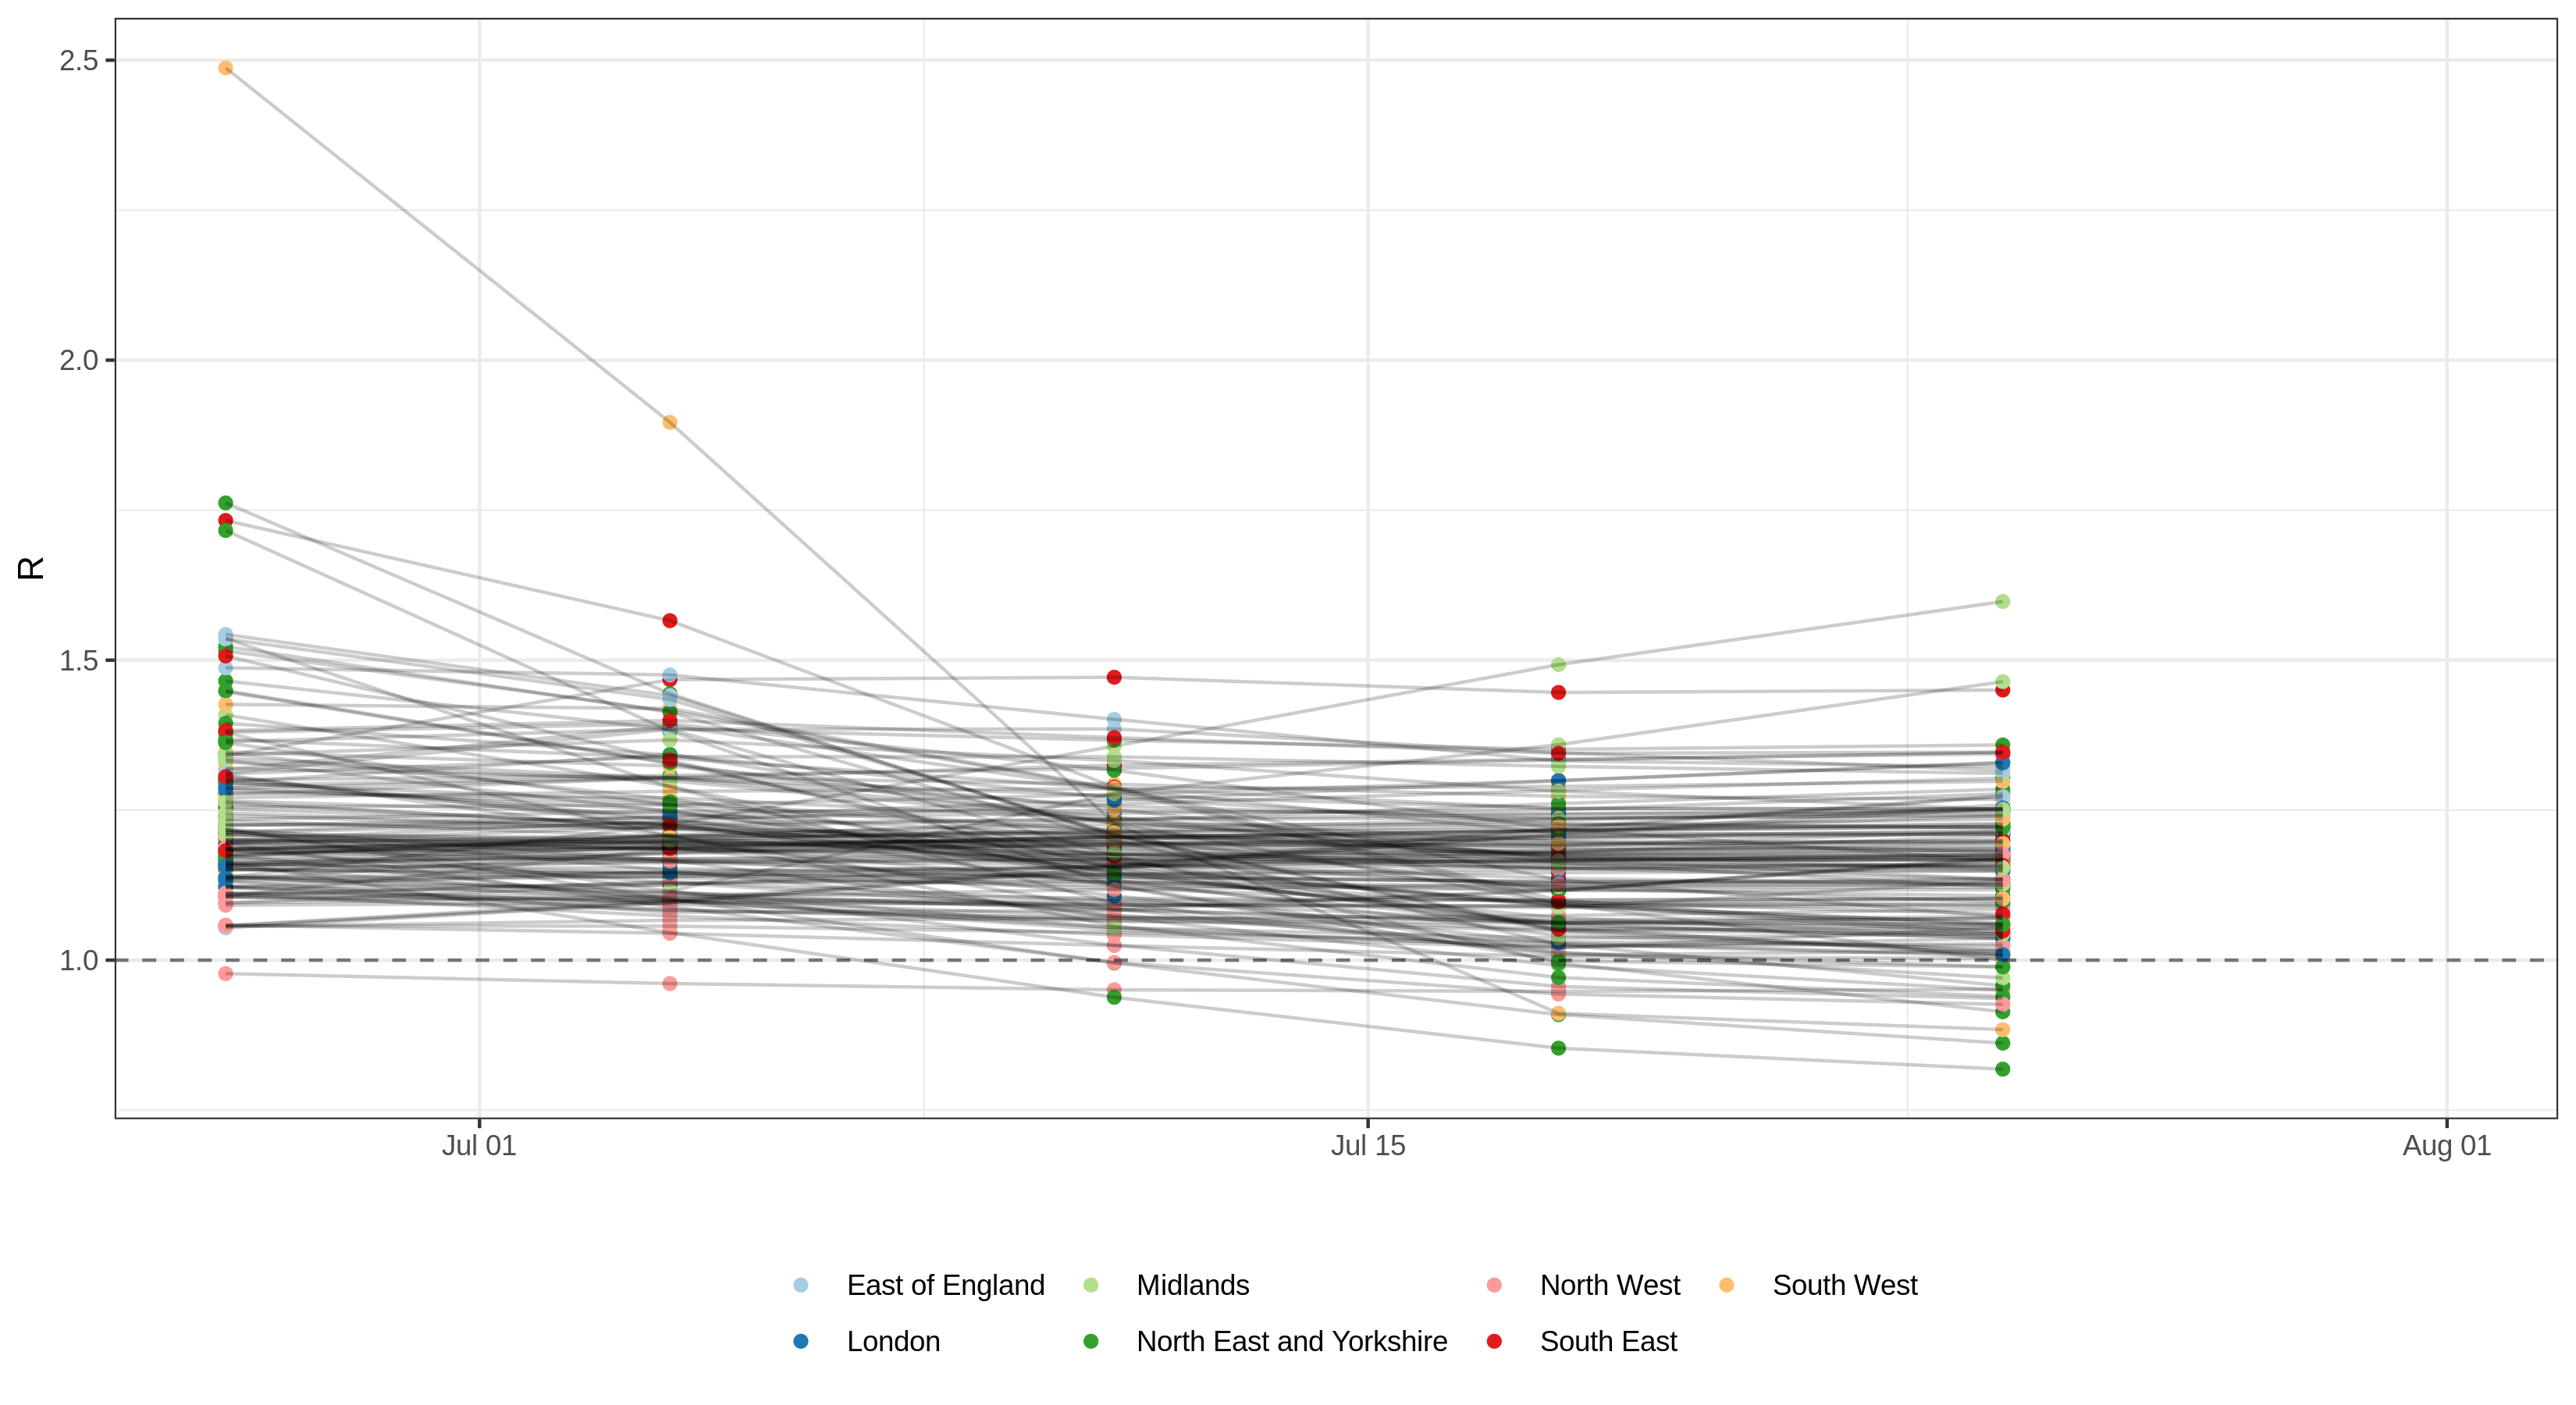 2.5
2.0
R
1.5
1.0
Jul 01 Jul 15 Aug 01
East of England Midlands North West South West
London North East and Yorkshire South East